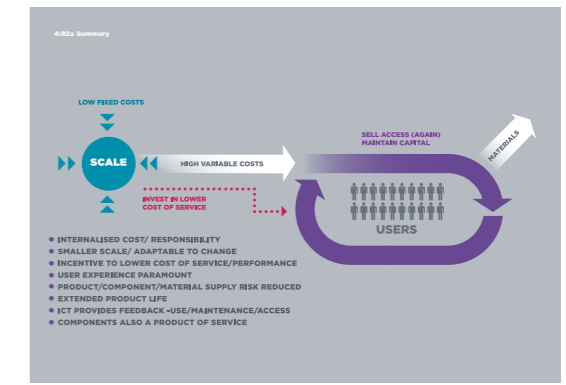 4:R2a Summary
LOW FIXED COSTS
SCALE
HIGH VARIABLE COSTS
SELL ACCESS (AGAIN)
MAINTAIN CAPITAL
MATERIALS
INVEST IN LOWER
COST OF SERVICE
USERS
• INTERNALISED COST/ RESPONSIBILITY
• SMALLER SCALE/ ADAPTABLE TO CHANGE
• INCENTIVE TO LOWER COST OF SERVICE/PERFORMANCE
• USER EXPERIENCE PARAMOUNT
• PRODUCT/COMPONENT/MATERIAL SUPPLY RISK REDUCED
• EXTENDED PRODUCT LIFE
• ICT PROVIDES FEEDBACK -USE/MAINTENANCE/ACCESS
• COMPONENTS ALSO A PRODUCT OF SERVICE